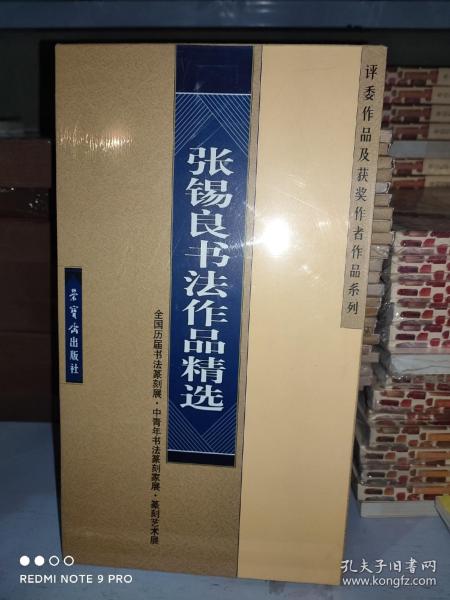 评委作品及获奖作者作品系列
张锡良书法作品精选
全国历届书法篆刻展·中青年书法篆刻家展·篆刻艺术展
荣宝斋出版社
REDMI NOTE 9 PRO
孔夫子旧书网
www.kongfz.com